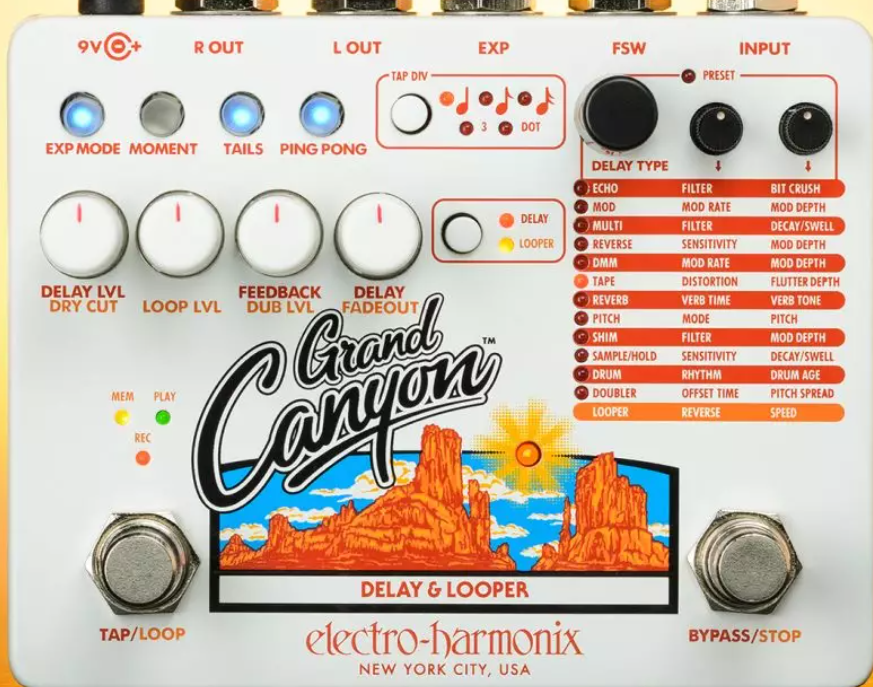 9V + R OUT L OUT EXP FSW INPUT
TAP DIV
PRESET
3 DOT
EXP MODE MOMENT TAILS PING PONG
DELAY TYPE
ECHO FILTER BIT CRUSH
MOD MOD RATE MOD DEPTH
MULTI FILTER DECAY/SWELL
REVERSE SENSITIVITY MOD DEPTH
DMM MOD RATE MOD DEPTH
TAPE DISTORTION FLUTTER DEPTH
REVERB VERB TIME VERB TONE
PITCH MODE PITCH
SHIM FILTER MOD DEPTH
SAMPLE/HOLD SENSITIVITY DECAY/SWELL
DRUM RHYTHM DRUM AGE
DOUBLER OFFSET TIME PITCH SPREAD
LOOPER REVERSE SPEED
DELAY
LOOPER
DELAY LVL FEEDBACK DELAY
DRY CUT LOOP LVL DUB LVL FADEOUT
Grand
Canyon™
MEM PLAY
REC
DELAY & LOOPER
TAP/LOOP
BYPASS/STOP
electro-harmonix
NEW YORK CITY, USA